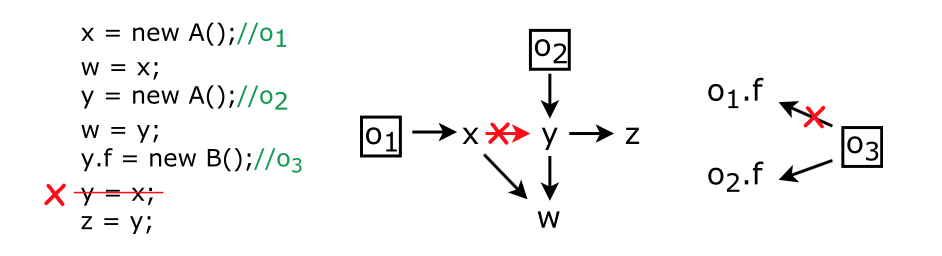 x = new A();//o1
w = x;
y = new A();//o2
w = y;
y.f = new B();//o3
y = x;
z = y;
o2
o1
x
y
z
w
o1.f
o3
o2.f